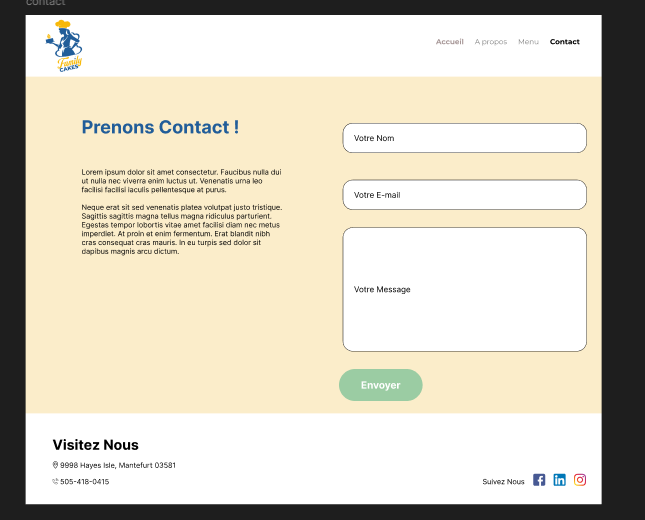 contact
Family
CAKES
Accueil A propos Menu Contact
Prenons Contact !
Votre Nom
Lorem ipsum dolor sit amet consectetur. Faucibus nulla dui
ut nulla nec viverra enim luctus ut. Venenatis urna leo
facilisi facilisi iaculis pellentesque at purus.
Neque erat sit sed venenatis platea volutpat justo tristique.
Sagittis sagittis magna tellus magna ridiculus parturient.
Egestas tempor lobortis vitae amet facilisi diam nec metus
imperdiet. At proin et enim fermentum. Erat blandit nibh
cras consequat cras mauris. In eu turpis sed dolor sit
dapibus magnis arcu dictum.
Votre E-mail
Votre Message
Envoyer
Visitez Nous
9998 Hayes Isle, Mantefurt 03581
505-418-0415
Suivez Nous